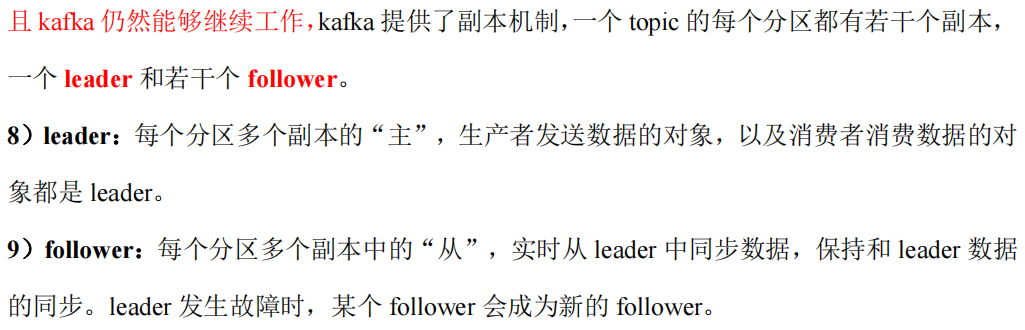 且 kafka 仍然能够继续工作，kafka 提供了副本机制，一个 topic 的每个分区都有若干个副本，
一个 leader 和若干个 follower。
8）leader：每个分区多个副本的“主”，生产者发送数据的对象，以及消费者消费数据的对
象都是 leader。
9）follower：每个分区多个副本中的“从”，实时从 leader 中同步数据，保持和 leader 数据
的同步。leader 发生故障时，某个 follower 会成为新的 follower。